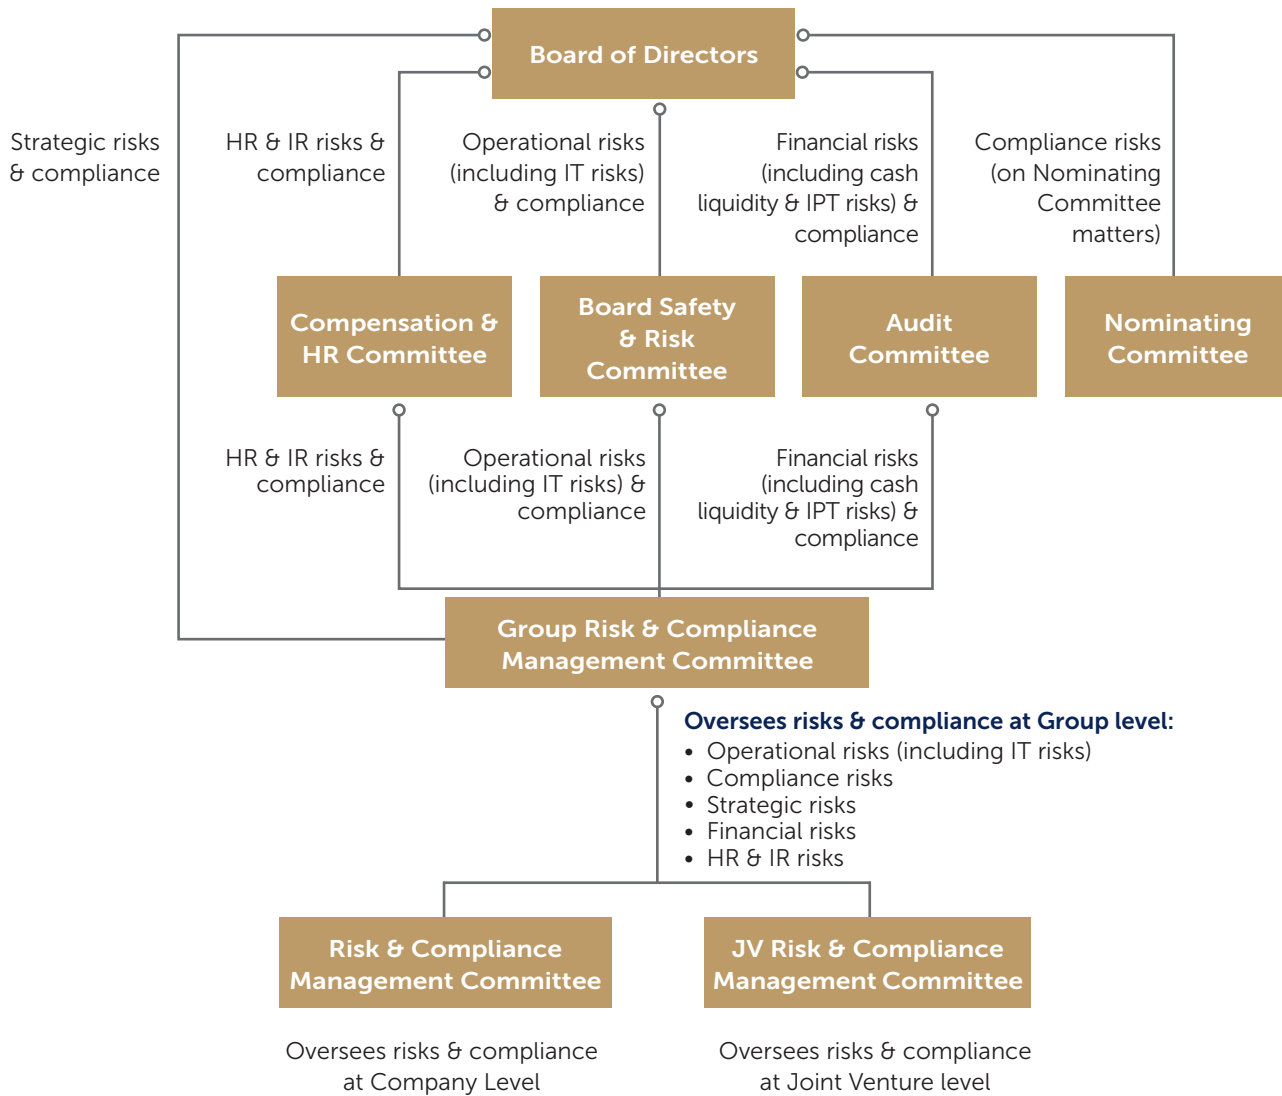 Board of Directors
Strategic risks
& compliance
HR & IR risks &
compliance
Operational risks
(including IT risks)
& compliance
Financial risks
(including cash
liquidity & IPT risks) &
compliance
Compliance risks
(on Nominating
Committee
matters)
Compensation &
HR Committee
Board Safety
& Risk
Committee
Audit
Committee
Nominating
Committee
HR & IR risks &
compliance
Operational risks
(including IT risks) &
compliance
Financial risks
(including cash
liquidity & IPT risks) &
compliance
Group Risk & Compliance
Management Committee
Oversees risks & compliance at Group level:
• Operational risks (including IT risks)
• Compliance risks
• Strategic risks
• Financial risks
• HR & IR risks
Risk & Compliance
Management Committee
JV Risk & Compliance
Management Committee
Oversees risks & compliance
at Company Level
Oversees risks & compliance
at Joint Venture level